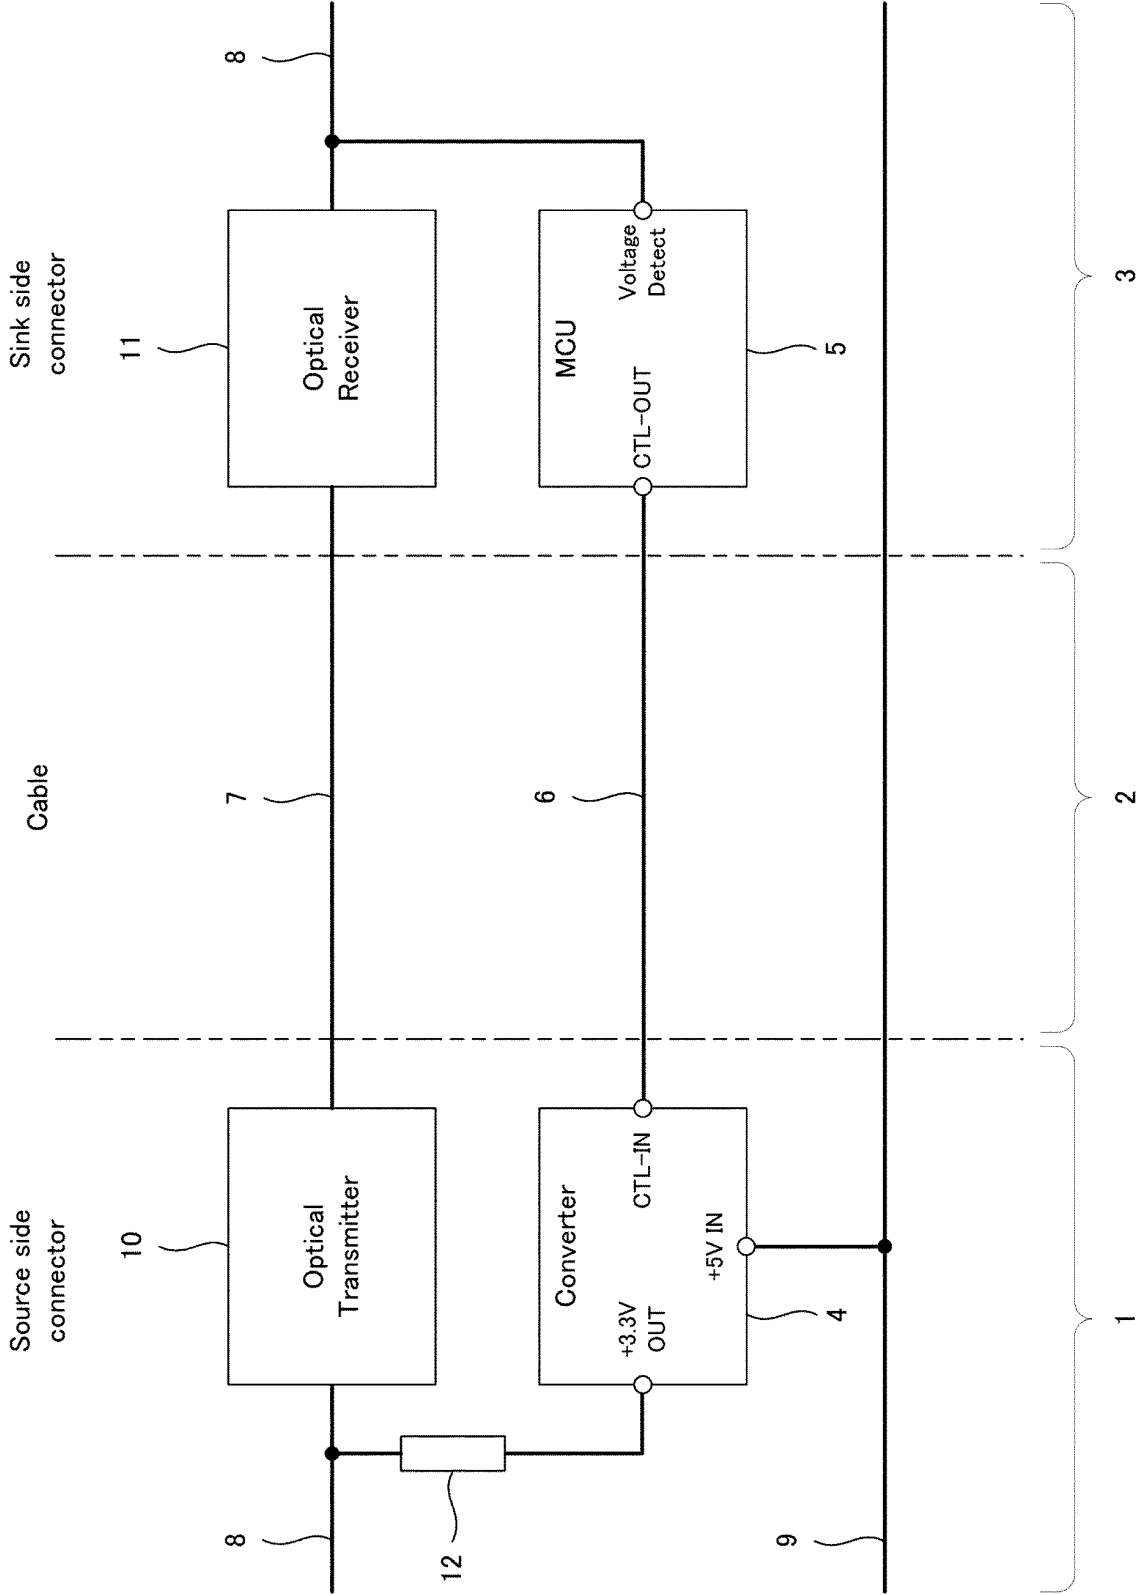 Source side
connector
Cable
Sink side
connector
10
11
8
7
8
Optical
Transmitter
Optical
Receiver
12
6
Converter
+3.3V
OUT
CTL-IN
+5V IN
MCU
CTL-OUT
Voltage
Detect
9
4
5
1
2
3